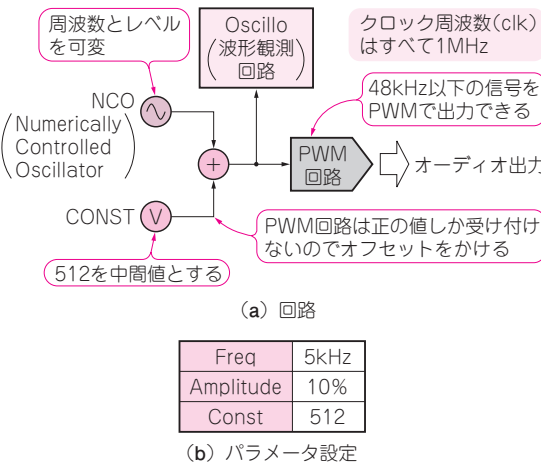 周波数とレベル
を可変
Oscillo
(波形観測
回路)
クロック周波数(clk)
はすべて1MHz
NCO
(Numerically
Controlled
Oscillator)
48kHz以下の信号を
PWMで出力できる
+
PWM
回路
オーディオ出力
CONST
V
PWM回路は正の値しか受け付け
ないのでオフセットをかける
512を中間値とする
(a) 回路
Freq 5kHz
Amplitude 10%
Const 512
(b) パラメータ設定